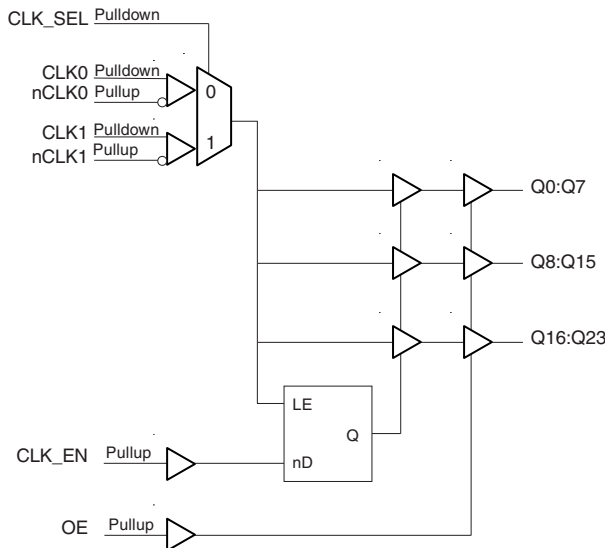 CLK_SEL Pulldown
CLK0 Pulldown
nCLK0 Pullup
0
CLK1 Pulldown
nCLK1 Pullup
1
Q0:Q7
Q8:Q15
Q16:Q23
LE
Q
CLK_EN Pullup
nD
OE Pullup